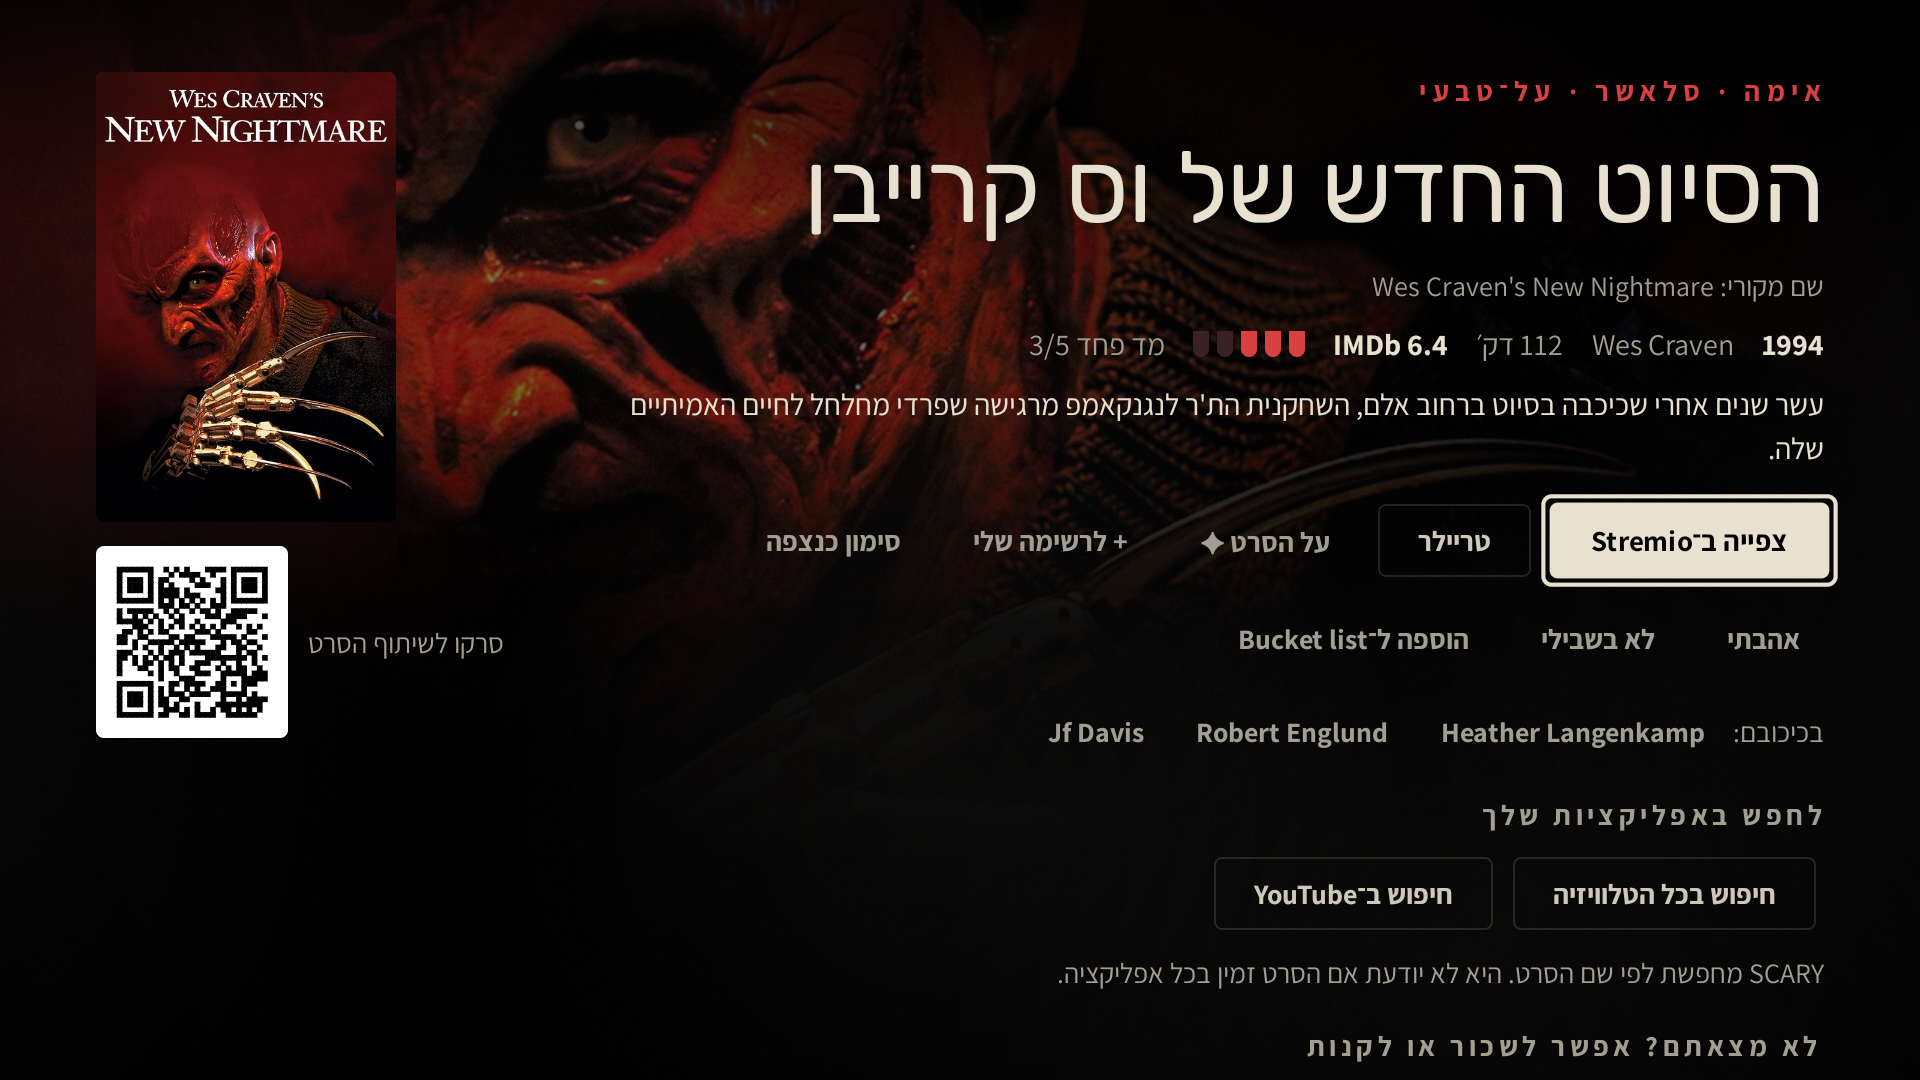 WES CRAVEN'S
NEW NIGHTMARE
אימה · סלאשר · על־טבעי
הסיוט החדש של וס קרייבן
שם מקורי: Wes Craven's New Nightmare
1994 Wes Craven 112 דק׳ IMDb 6.4 מד פחד 3/5
עשר שנים אחרי שכיכבה בסיוט ברחוב אלם, השחקנית הת'ר לנגנקאמפ מרגישה שפרדי מחלחל לחיים האמיתיים
שלה.
צפייה ב־Stremio טריילר על הסרט ✦ + לרשימה שלי סימון כנצפה
אהבתי לא בשבילי הוספה ל־Bucket list
סרקו לשיתוף הסרט
בכיכובם: Heather Langenkamp Robert Englund Jf Davis
לחפש באפליקציות שלך
חיפוש בכל הטלוויזיה חיפוש ב־YouTube
SCARY מחפשת לפי שם הסרט. היא לא יודעת אם הסרט זמין בכל אפליקציה.
לא מצאתם? אפשר לשכור או לקנות